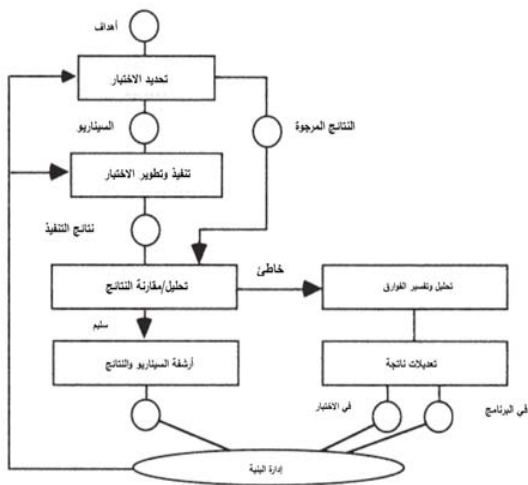 أهداف
تحديد الاختبار
السيناريو
النتائج المرجوة
تنفيذ وتطوير الاختبار
نتائج التنفيذ
تحليل/مقارنة النتائج
خاطئ
تحليل وتفسير الفوارق
سليم
أرشفة السيناريو والنتائج
تعديلات ناتجة
في الاختبار
في البرنامج
إدارة البنية